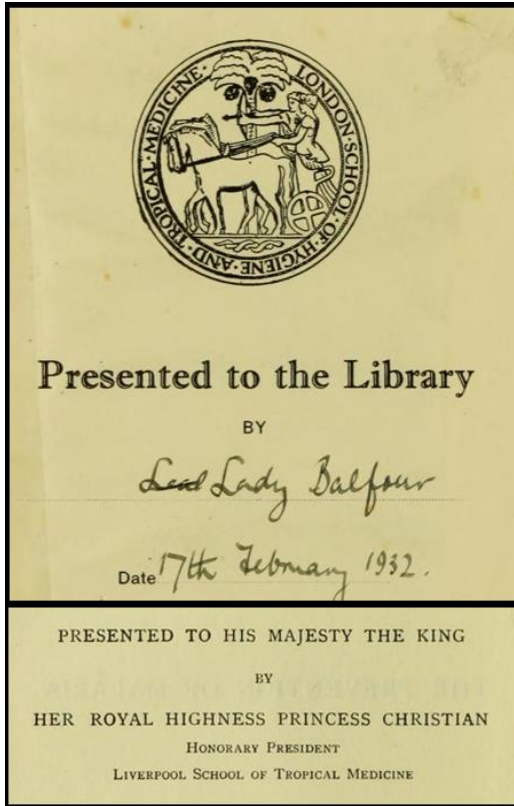 LONDON·SCHOOL·OF·HYGIENE·AND·TROPICAL·MEDICINE·
Presented to the Library
BY
Lady Balfour
Date 17th February 1932.
PRESENTED TO HIS MAJESTY THE KING
BY
HER ROYAL HIGHNESS PRINCESS CHRISTIAN
HONORARY PRESIDENT
LIVERPOOL SCHOOL OF TROPICAL MEDICINE